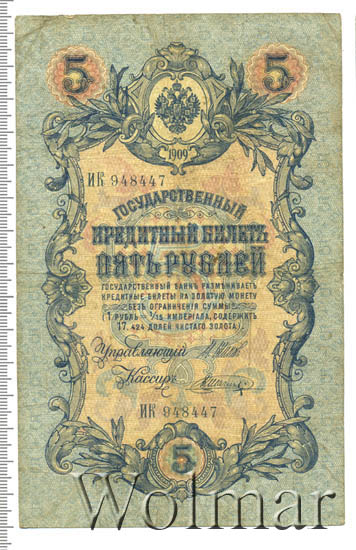 5 5
1909
ИК 948447
ГОСУДАРСТВЕННЫЙ
КРЕДИТНЫЙ БИЛЕТЪ
ПЯТЬ РУБЛЕЙ
ГОСУДАРСТВЕННЫЙ БАНКЪ РАЗМѢНИВАЕТЪ
КРЕДИТНЫЕ БИЛЕТЫ НА ЗОЛОТУЮ МОНЕТУ
БЕЗЪ ОГРАНИЧЕНІЯ СУММЫ
(1 РУБЛЬ = 1/15 ИМПЕРІАЛА, СОДЕРЖИТЪ
17,424 ДОЛЕЙ ЧИСТАГО ЗОЛОТА).
Управляющій
Кассиръ
ИК 948447
5
Wolmar